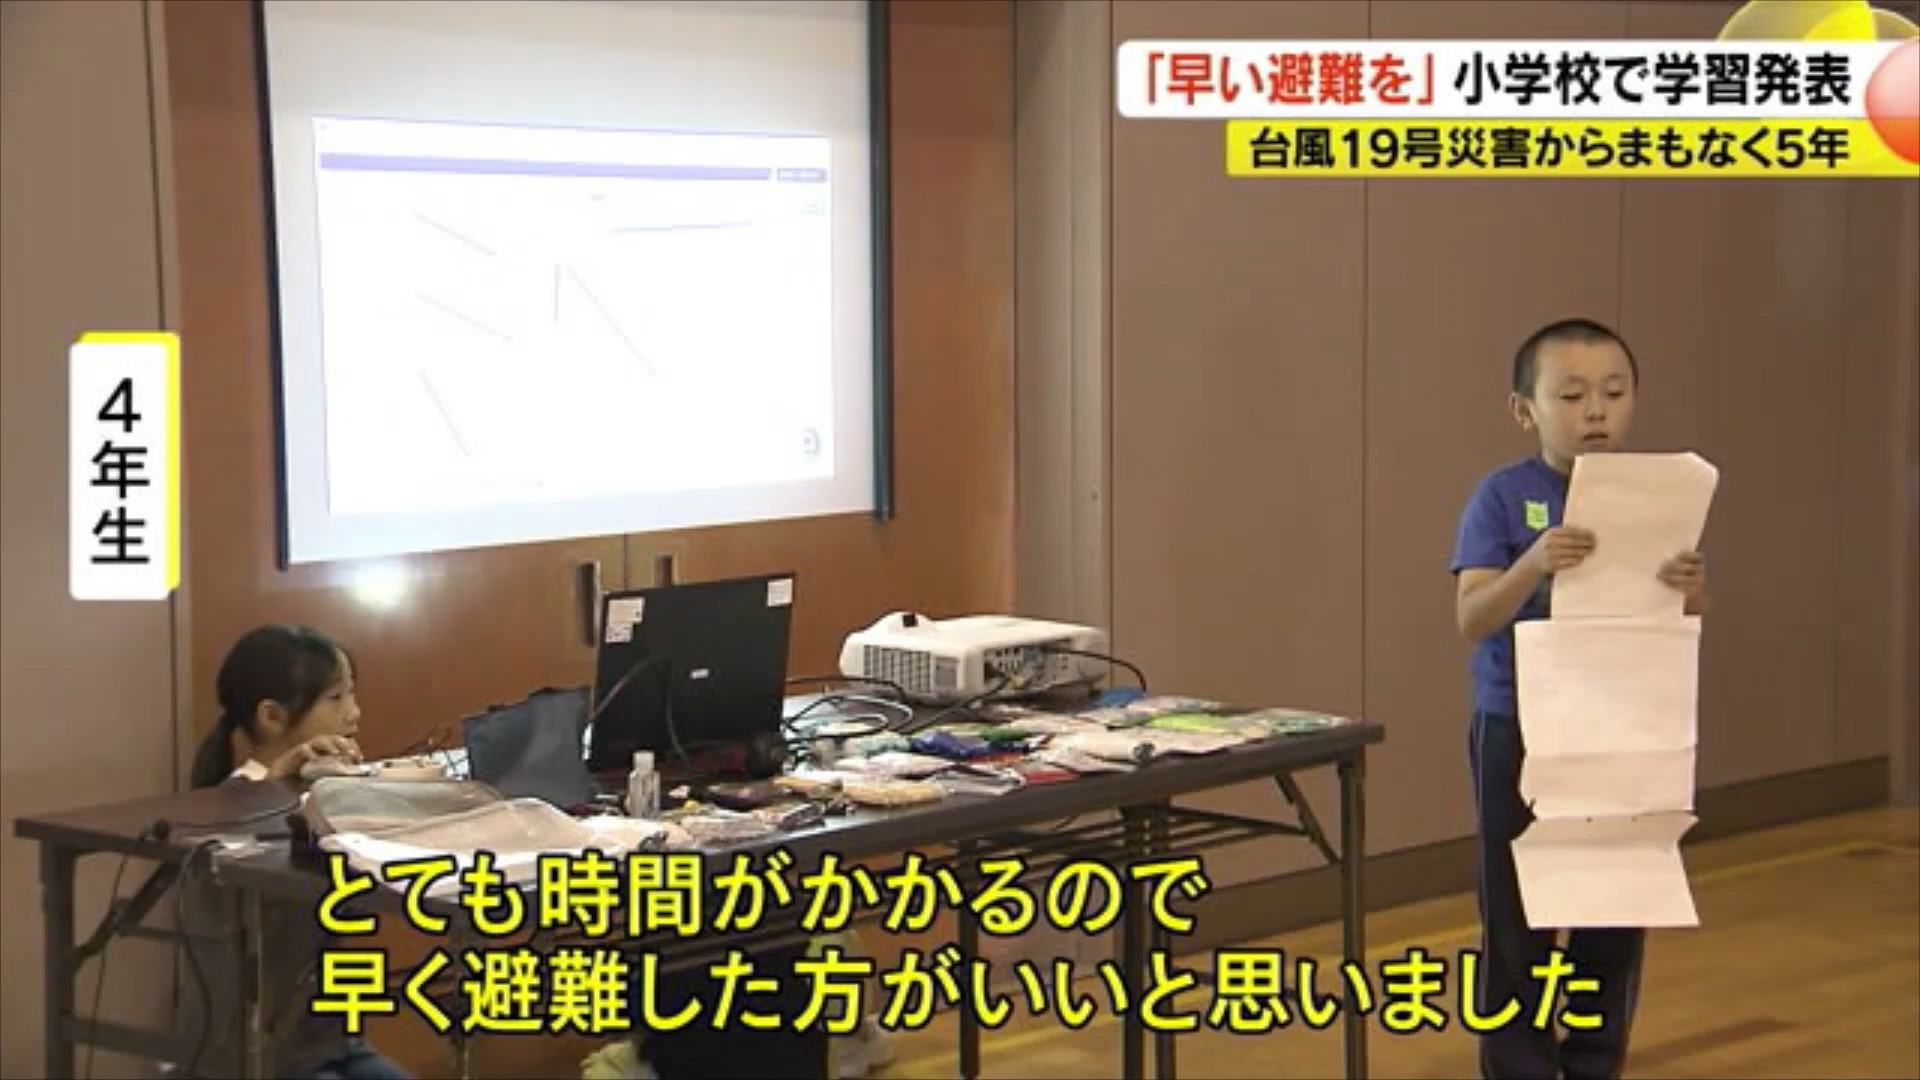 「早い避難を」小学校で学習発表
台風19号災害からまもなく5年
4年生
とても時間がかかるので
早く避難した方がいいと思いました